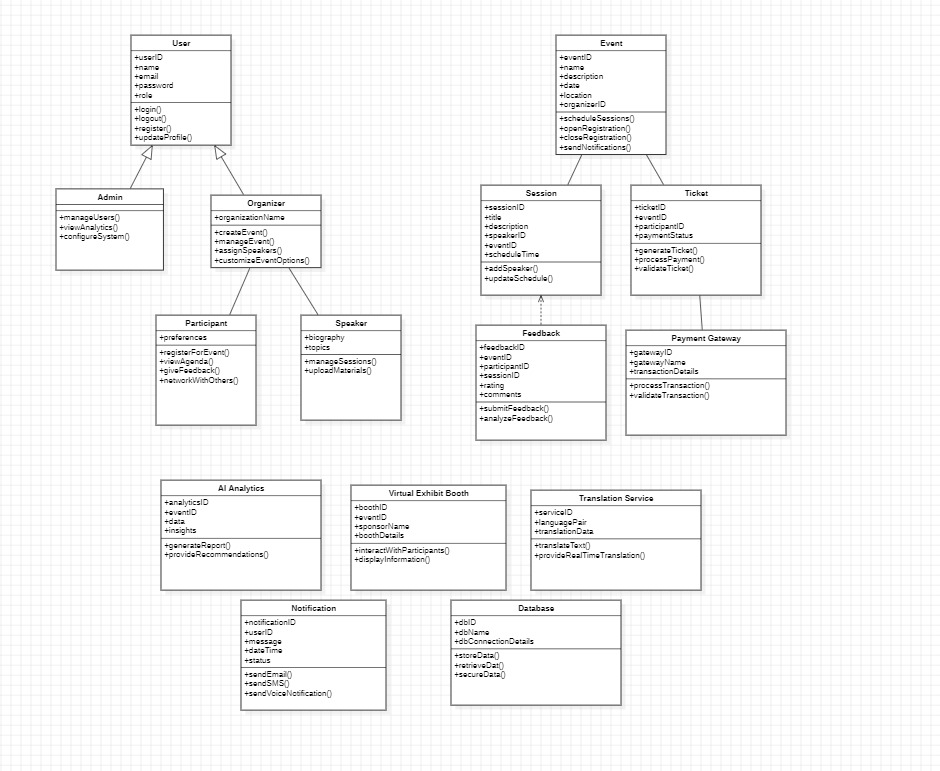 User
+userID
+name
+email
+password
+role
+login()
+logout()
+register()
+updateProfile()
Event
+eventID
+name
+description
+date
+location
+organizerID
+scheduleSessions()
+openRegistration()
+closeRegistration()
+sendNotifications()
Admin
+manageUsers()
+viewAnalytics()
+configureSystem()
Organizer
+organizationName
+createEvent()
+manageEvent()
+assignSpeakers()
+customizeEventOptions()
Session
+sessionID
+title
+description
+speakerID
+eventID
+scheduleTime
+addSpeaker()
+updateSchedule()
Ticket
+ticketID
+eventID
+participantID
+paymentStatus
+generateTicket()
+processPayment()
+validateTicket()
Participant
+preferences
+registerForEvent()
+viewAgenda()
+giveFeedback()
+networkWithOthers()
Speaker
+biography
+topics
+manageSessions()
+uploadMaterials()
Feedback
+feedbackID
+eventID
+participantID
+sessionID
+rating
+comments
+submitFeedback()
+analyzeFeedback()
Payment Gateway
+gatewayID
+gatewayName
+transactionDetails
+processTransaction()
+validateTransaction()
AI Analytics
+analyticsID
+eventID
+data
+insights
+generateReport()
+provideRecommendations()
Virtual Exhibit Booth
+boothID
+eventID
+sponsorName
+boothDetails
+interactWithParticipants()
+displayInformation()
Translation Service
+serviceID
+languagePair
+translationData
+translateText()
+provideRealTimeTranslation()
Notification
+notificationID
+userID
+message
+dateTime
+status
+sendEmail()
+sendSMS()
+sendVoiceNotification()
Database
+dbID
+dbName
+dbConnectionDetails
+storeData()
+retrieveDat()
+secureData()